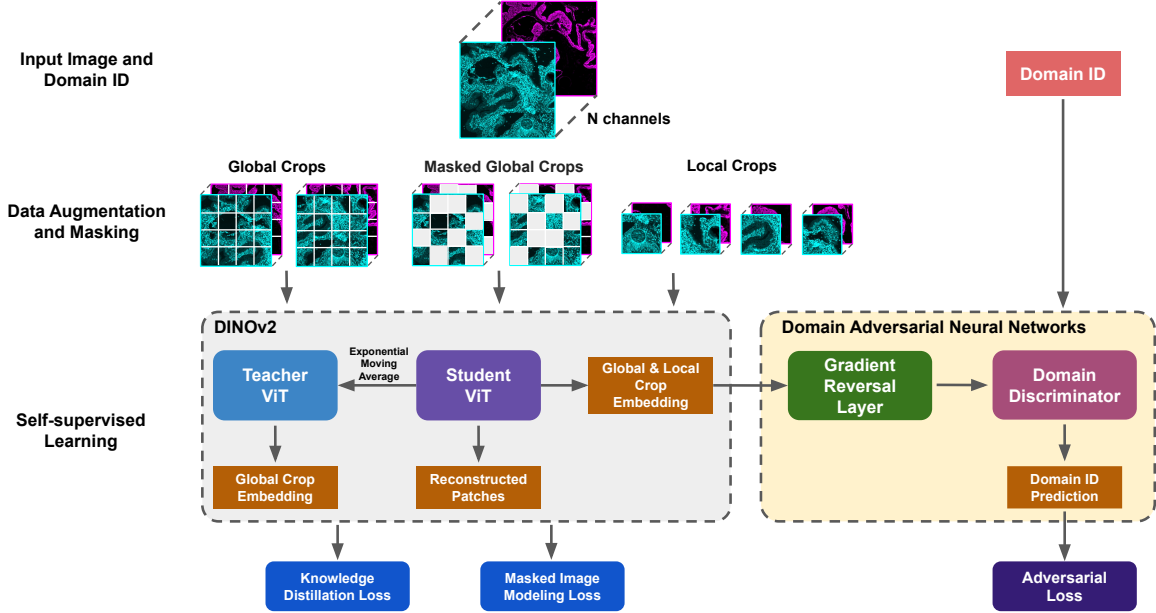 Input Image and
Domain ID
N channels
Domain ID
Global Crops
Masked Global Crops
Local Crops
Data Augmentation
and Masking
DINOv2
Domain Adversarial Neural Networks
Teacher
ViT
Exponential
Moving
Average
Student
ViT
Global & Local
Crop
Embedding
Gradient
Reversal
Layer
Domain
Discriminator
Self-supervised
Learning
Global Crop
Embedding
Reconstructed
Patches
Domain ID
Prediction
Knowledge
Distillation Loss
Masked Image
Modeling Loss
Adversarial
Loss